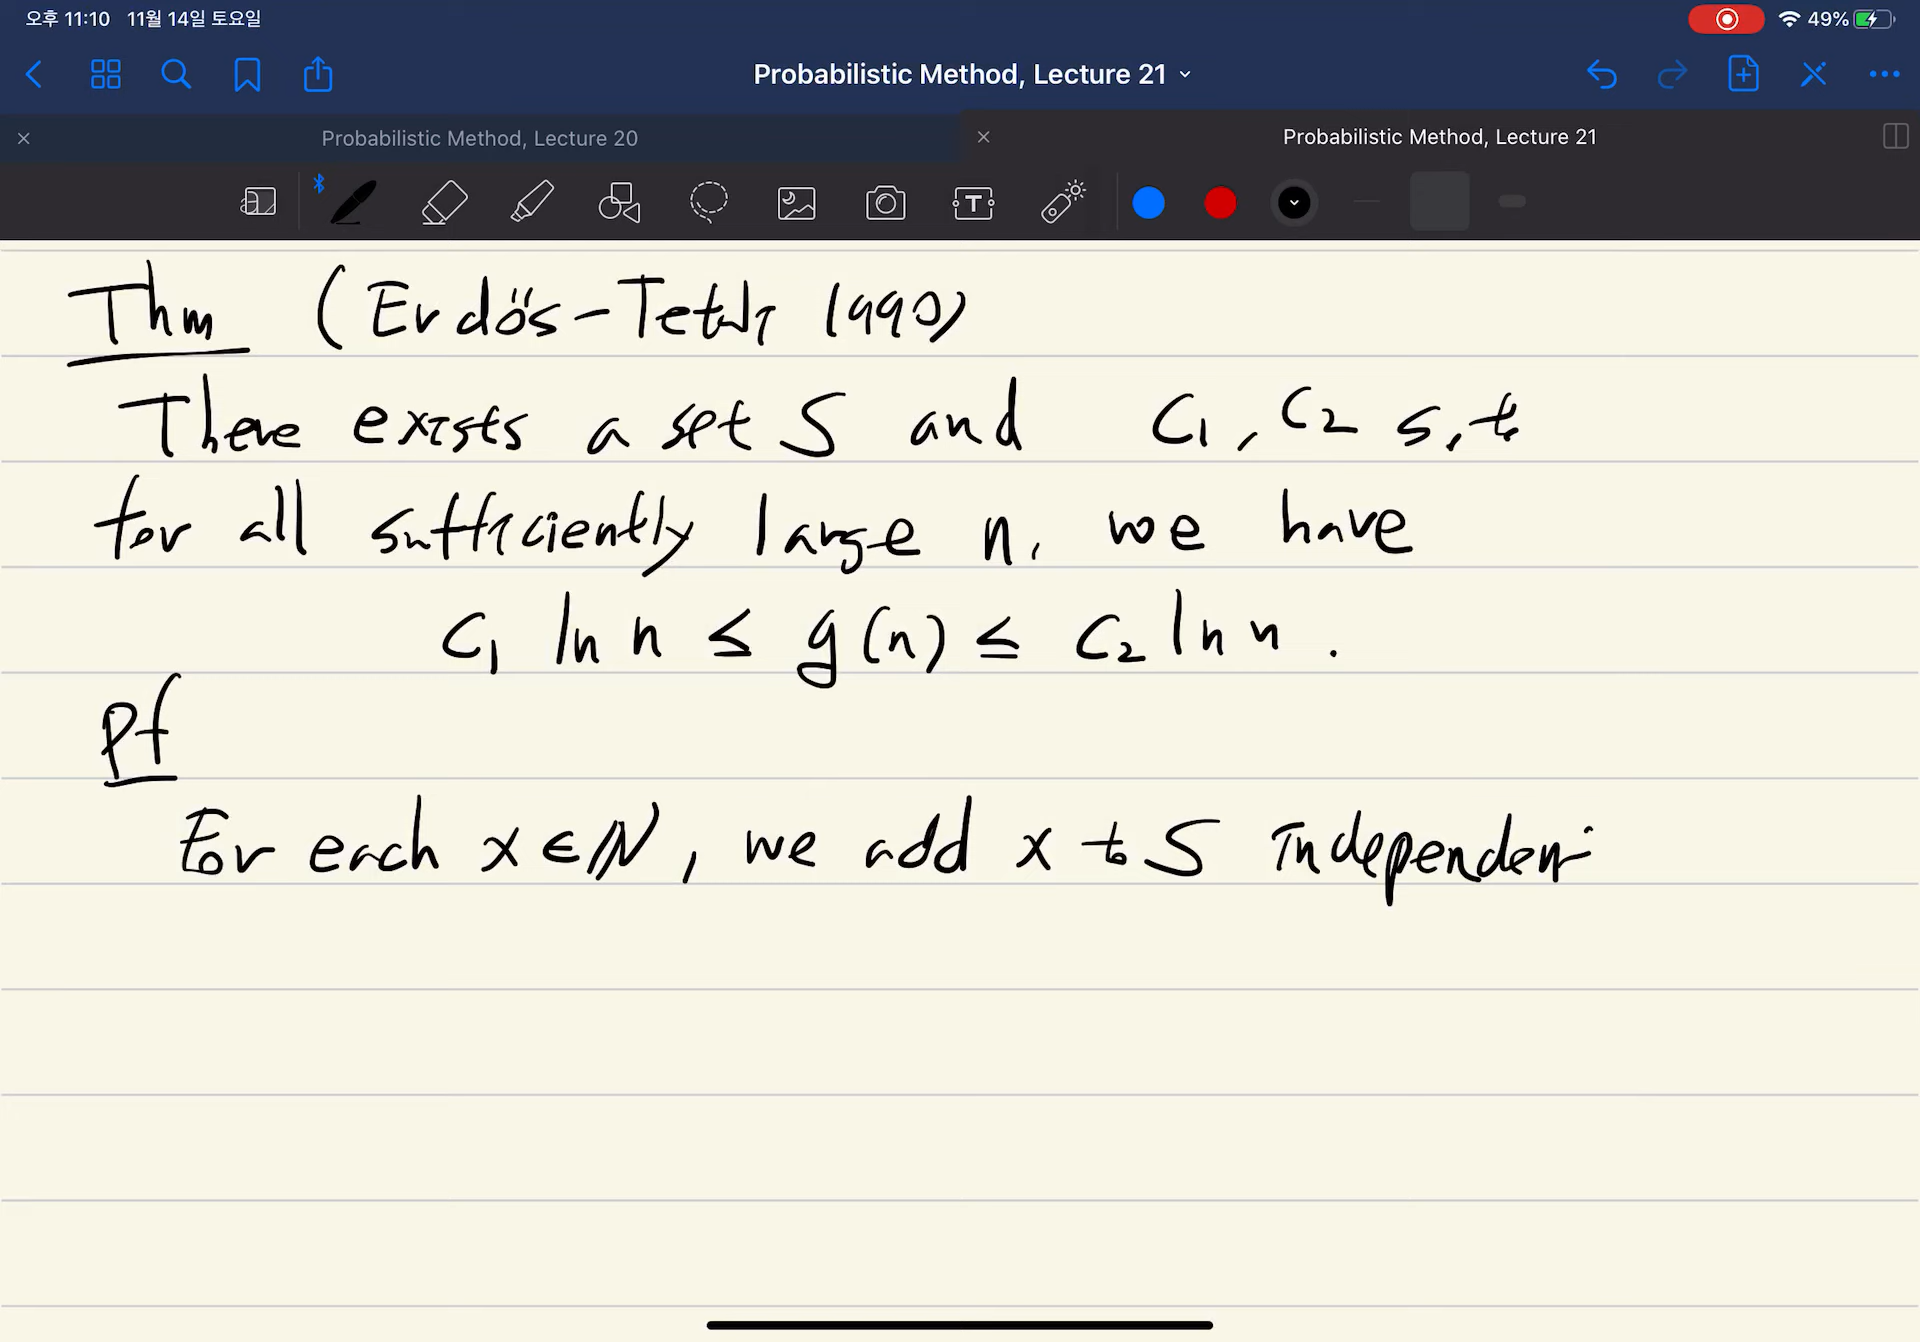 오후 11:10 11월 14일 토요일
49%
Probabilistic Method, Lecture 21
Probabilistic Method, Lecture 20
Probabilistic Method, Lecture 21
Thm (Erdös-Tetali 1990)
There exists a set S and C1, C2 s.t.
for all sufficiently large n, we have
C1 ln n ≤ g(n) ≤ C2 ln n.
Pf
For each x ∈ ℕ, we add x to S independen